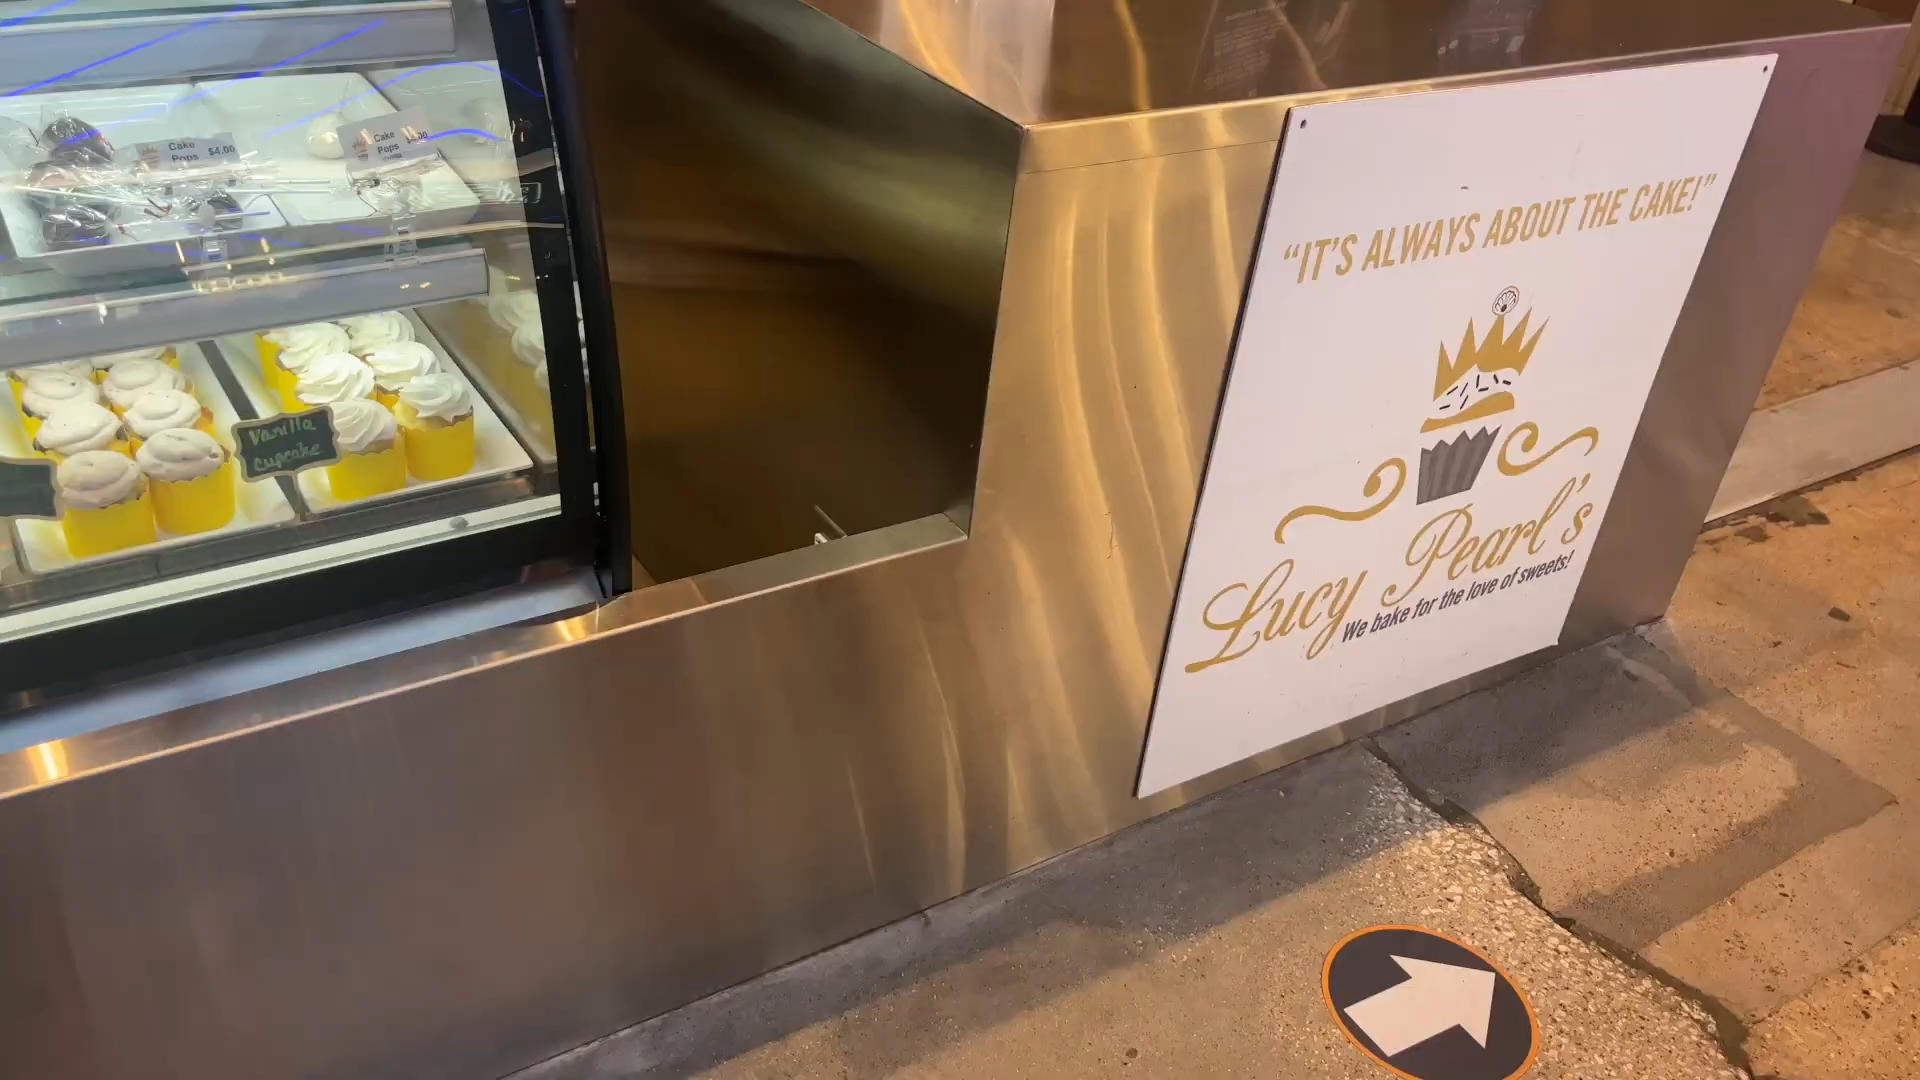 Cake
Pops $4.00
Cake
Pops
Vanilla
Cupcake
"IT'S ALWAYS ABOUT THE CAKE!"
Lucy Pearl's
We bake for the love of sweets!